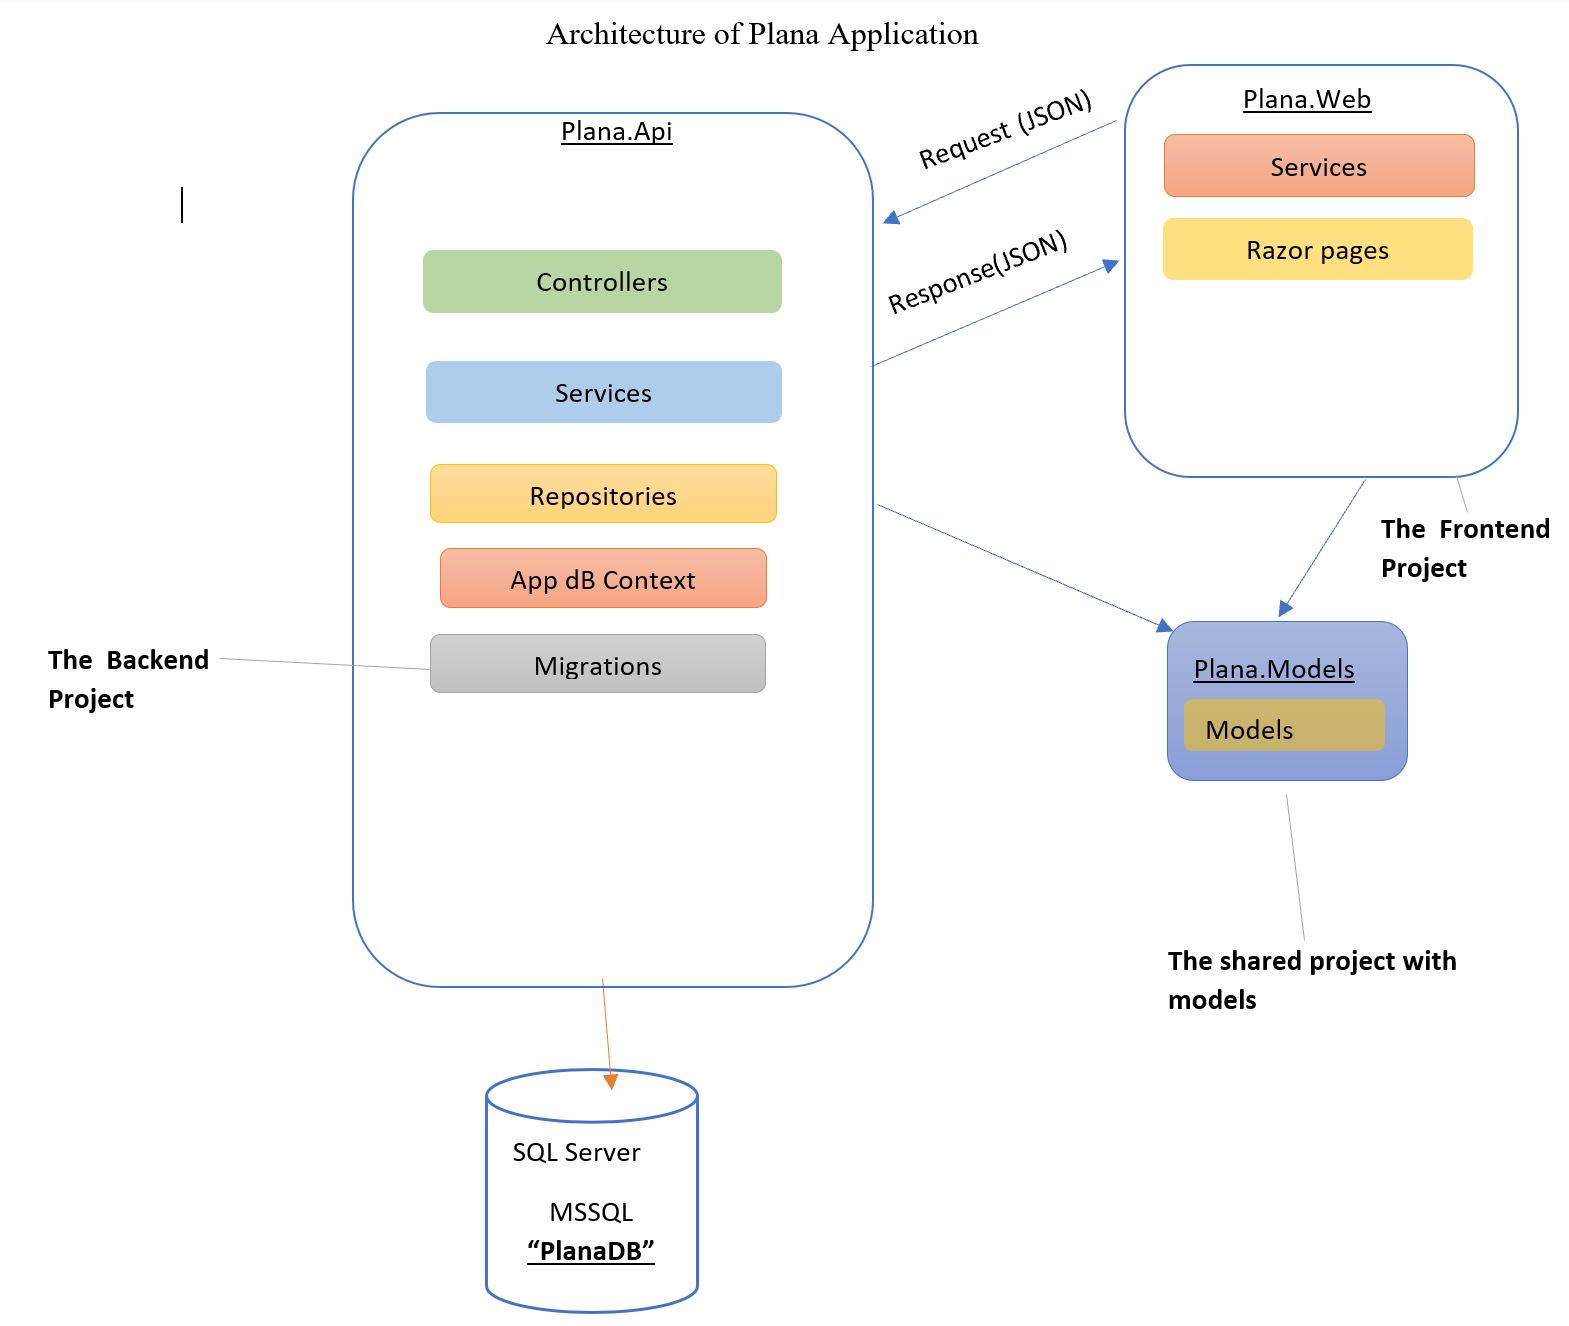 Architecture of Plana Application
Plana.Api
Controllers
Services
Repositories
App dB Context
Migrations
The  Backend
Project
Request (JSON)
Response(JSON)
Plana.Web
Services
Razor pages
The  Frontend
Project
Plana.Models
Models
The shared project with
models
SQL Server
MSSQL
“PlanaDB”